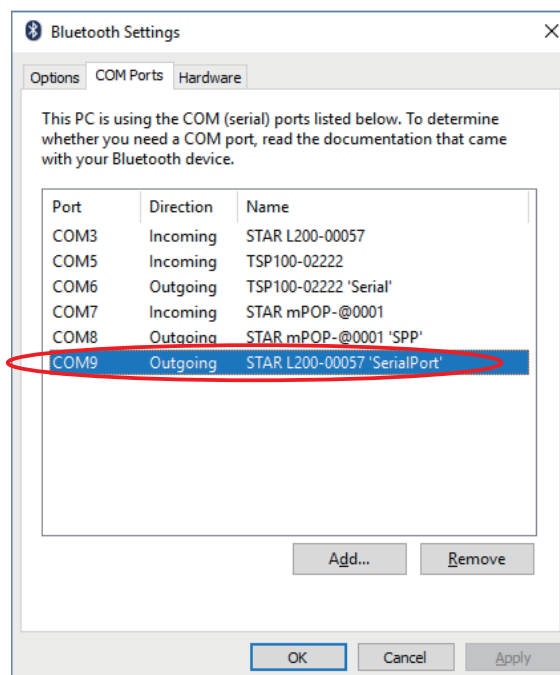 Bluetooth Settings
Options COM Ports Hardware
This PC is using the COM (serial) ports listed below. To determine
whether you need a COM port, read the documentation that came
with your Bluetooth device.
Port Direction Name
COM3 Incoming STAR L200-00057
COM5 Incoming TSP100-02222
COM6 Outgoing TSP100-02222 'Serial'
COM7 Incoming STAR mPOP-@0001
COM8 Outgoing STAR mPOP-@0001 'SPP'
COM9 Outgoing STAR L200-00057 'SerialPort'
Add... Remove
OK Cancel Apply